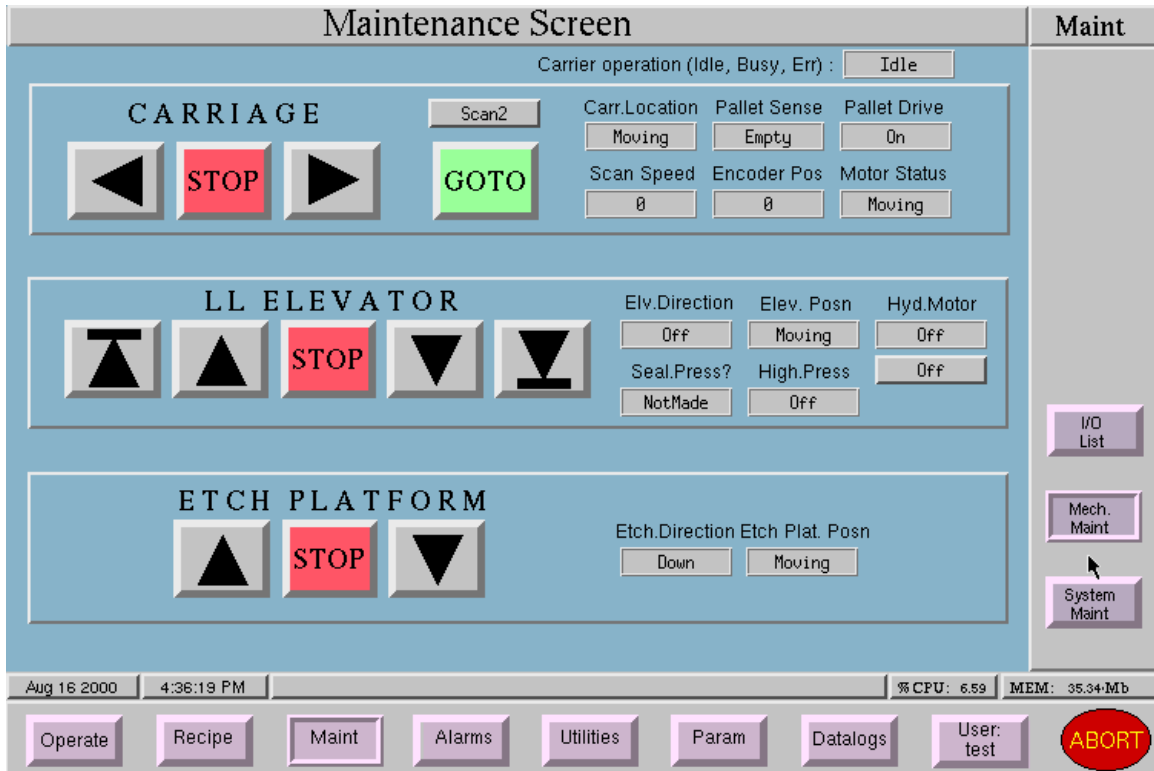 Maintenance Screen
Maint
Carrier operation (Idle, Busy, Err) : Idle
CARRIAGE
Scan2
Carr.Location Pallet Sense Pallet Drive
Moving Empty On
STOP
GOTO
Scan Speed Encoder Pos Motor Status
0 0 Moving
LL ELEVATOR
Elv.Direction Elev. Posn Hyd.Motor
Off Moving Off
STOP
Seal.Press? High.Press Off
NotMade Off
I/O
List
ETCH PLATFORM
STOP
Etch.Direction Etch Plat. Posn
Down Moving
Mech.
Maint
System
Maint
Aug 16 2000 4:36:19 PM %CPU: 6.59 MEM: 35.34Mb
Operate Recipe Maint Alarms Utilities Param Datalogs User:
test
ABORT